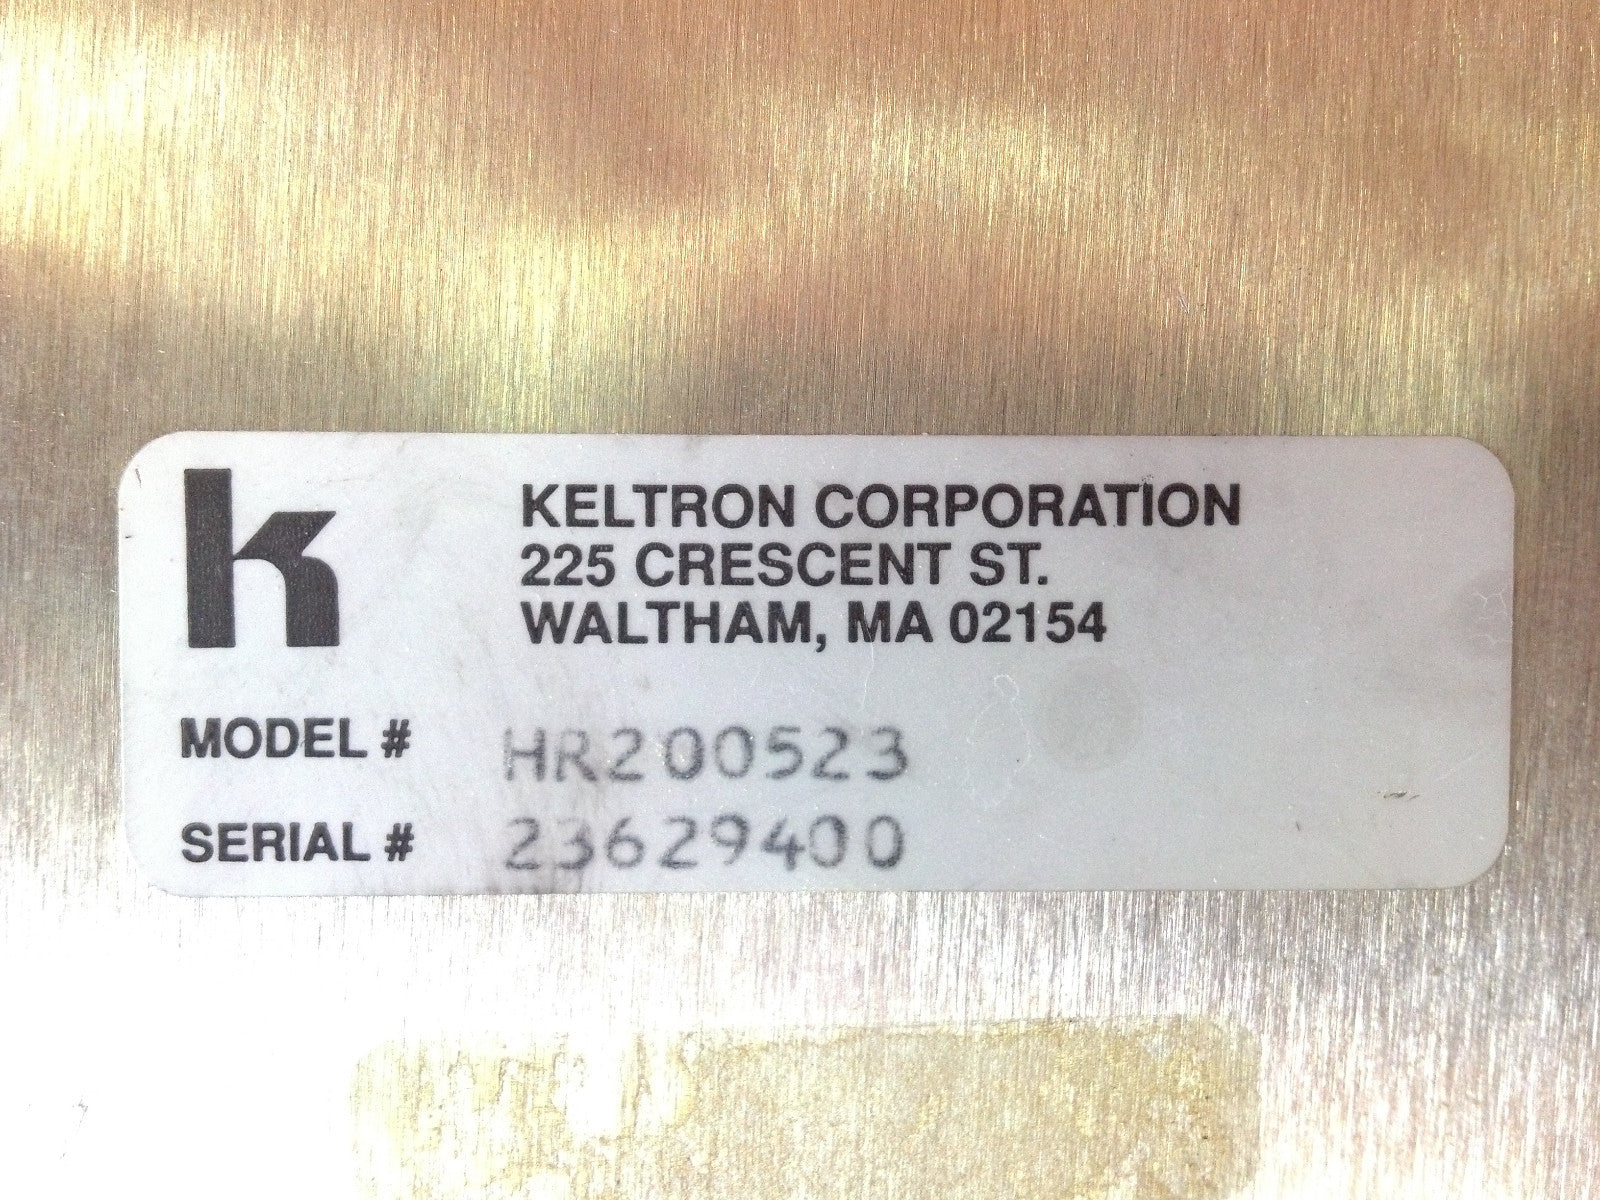 k
KELTRON CORPORATION
225 CRESCENT ST.
WALTHAM, MA 02154
MODEL # HR200523
SERIAL # 23629400